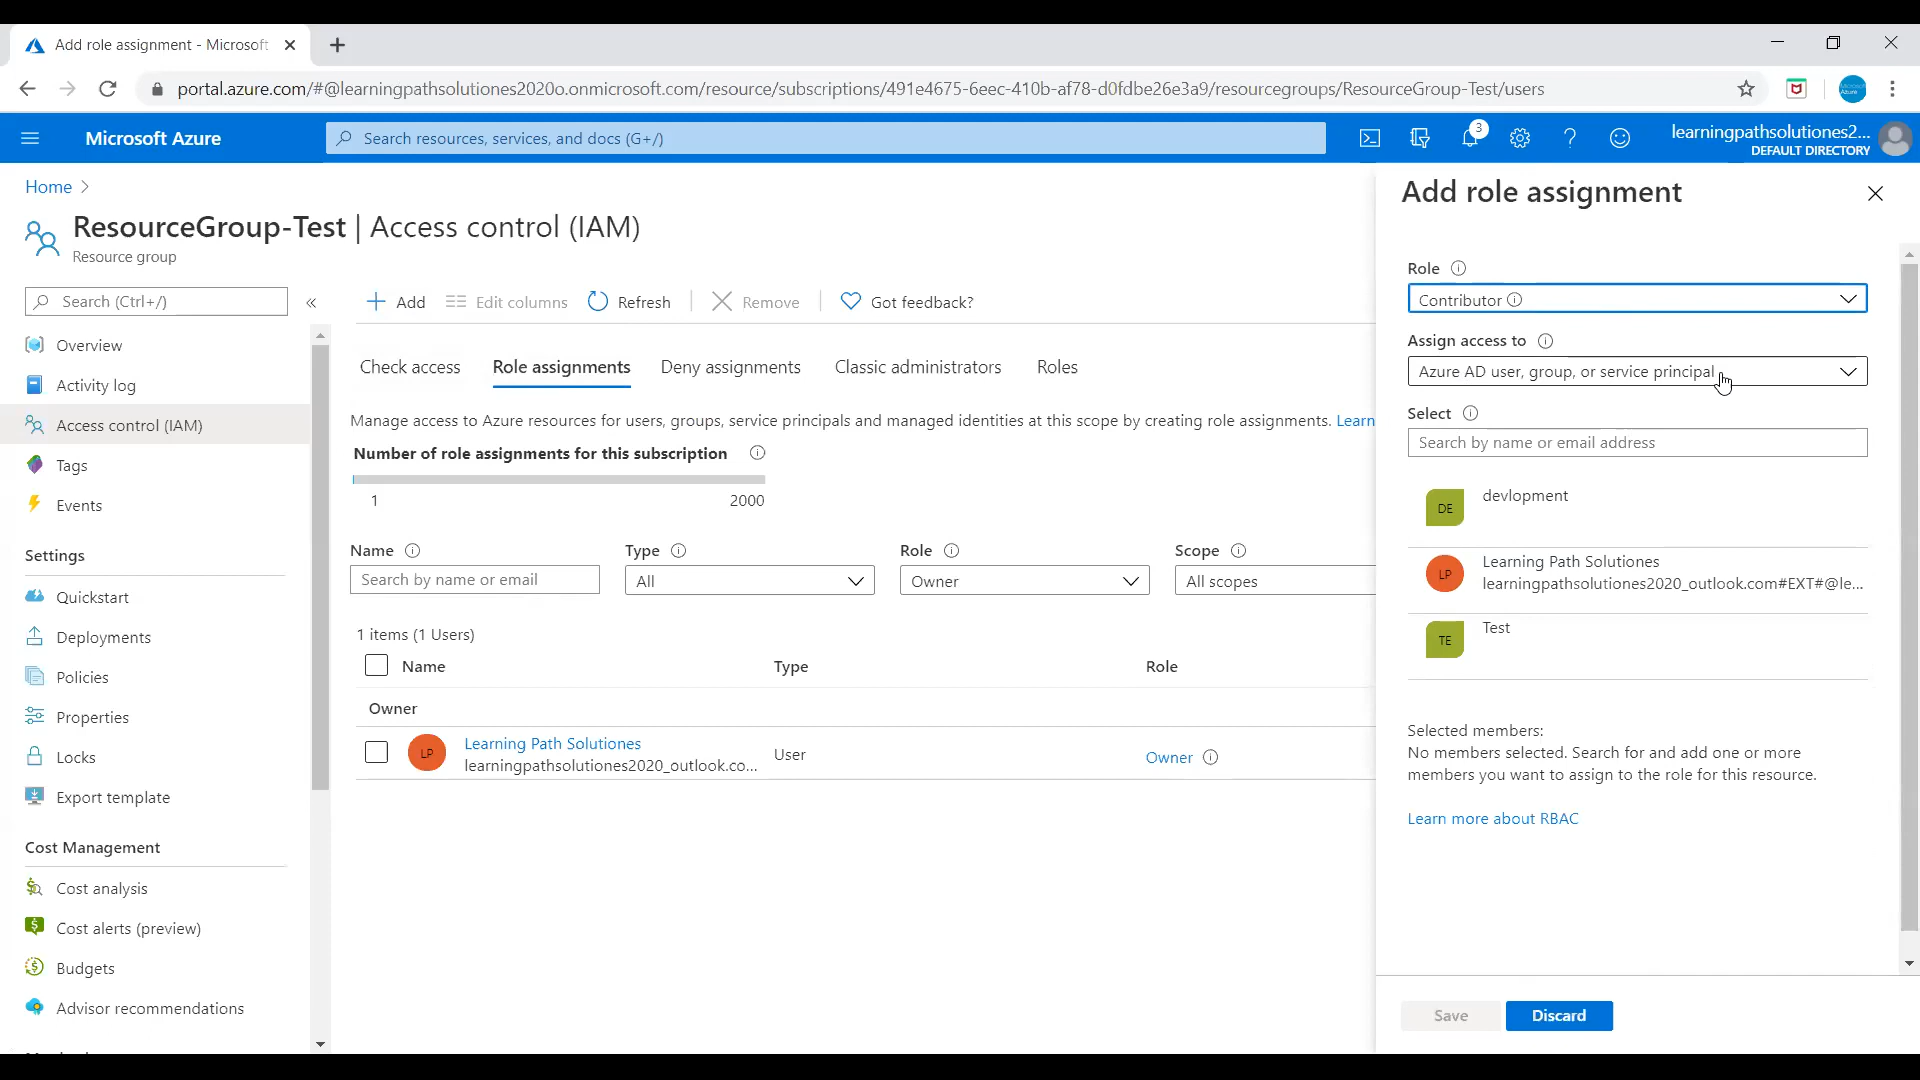 Add role assignment - Microsoft
portal.azure.com/#@learningpathsolutiones2020o.onmicrosoft.com/resource/subscriptions/491e4675-6eec-410b-af78-d0fdbe26e3a9/resourcegroups/ResourceGroup-Test/users
Microsoft Azure
Search resources, services, and docs (G+/)
3
learningpathsolutiones2...
DEFAULT DIRECTORY
Home
ResourceGroup-Test | Access control (IAM)
Resource group
Search (Ctrl+/)
«
Overview
Activity log
Access control (IAM)
Tags
Events
Settings
Quickstart
Deployments
Policies
Properties
Locks
Export template
Cost Management
Cost analysis
Cost alerts (preview)
Budgets
Advisor recommendations
Add
Edit columns
Refresh
Remove
Got feedback?
Check access
Role assignments
Deny assignments
Classic administrators
Roles
Manage access to Azure resources for users, groups, service principals and managed identities at this scope by creating role assignments. Learn
Number of role assignments for this subscription
1
2000
Name
Type
Role
Scope
Search by name or email
All
Owner
All scopes
1 items (1 Users)
Name
Type
Role
Owner
LP
Learning Path Solutiones
learningpathsolutiones2020_outlook.co...
User
Owner
Add role assignment
Role
Contributor
Assign access to
Azure AD user, group, or service principal
Select
Search by name or email address
DE
devlopment
LP
Learning Path Solutiones
learningpathsolutiones2020_outlook.com#EXT#@le...
TE
Test
Selected members:
No members selected. Search for and add one or more
members you want to assign to the role for this resource.
Learn more about RBAC
Save
Discard